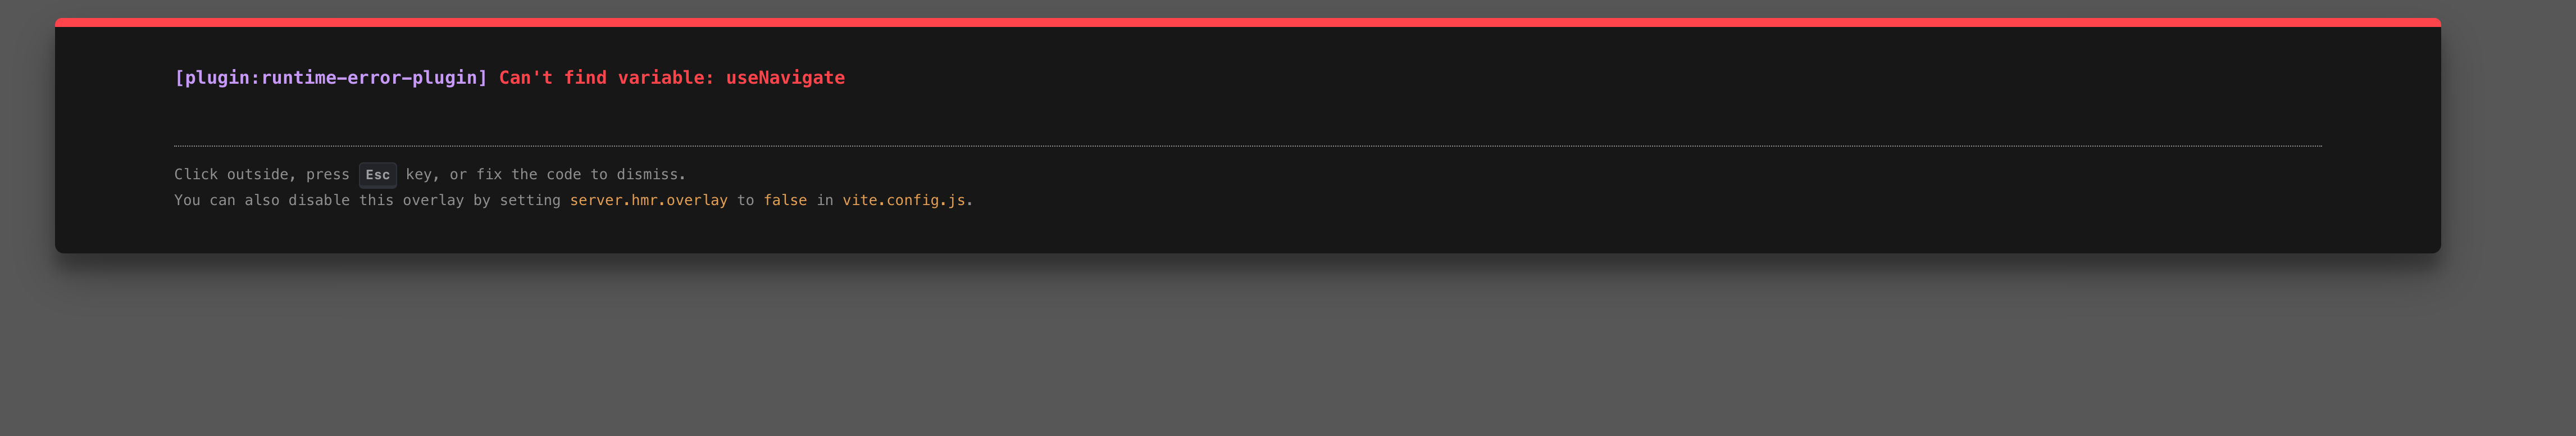 [plugin:runtime-error-plugin] Can't find variable: useNavigate
Click outside, press Esc key, or fix the code to dismiss.
You can also disable this overlay by setting server.hmr.overlay to false in vite.config.js.